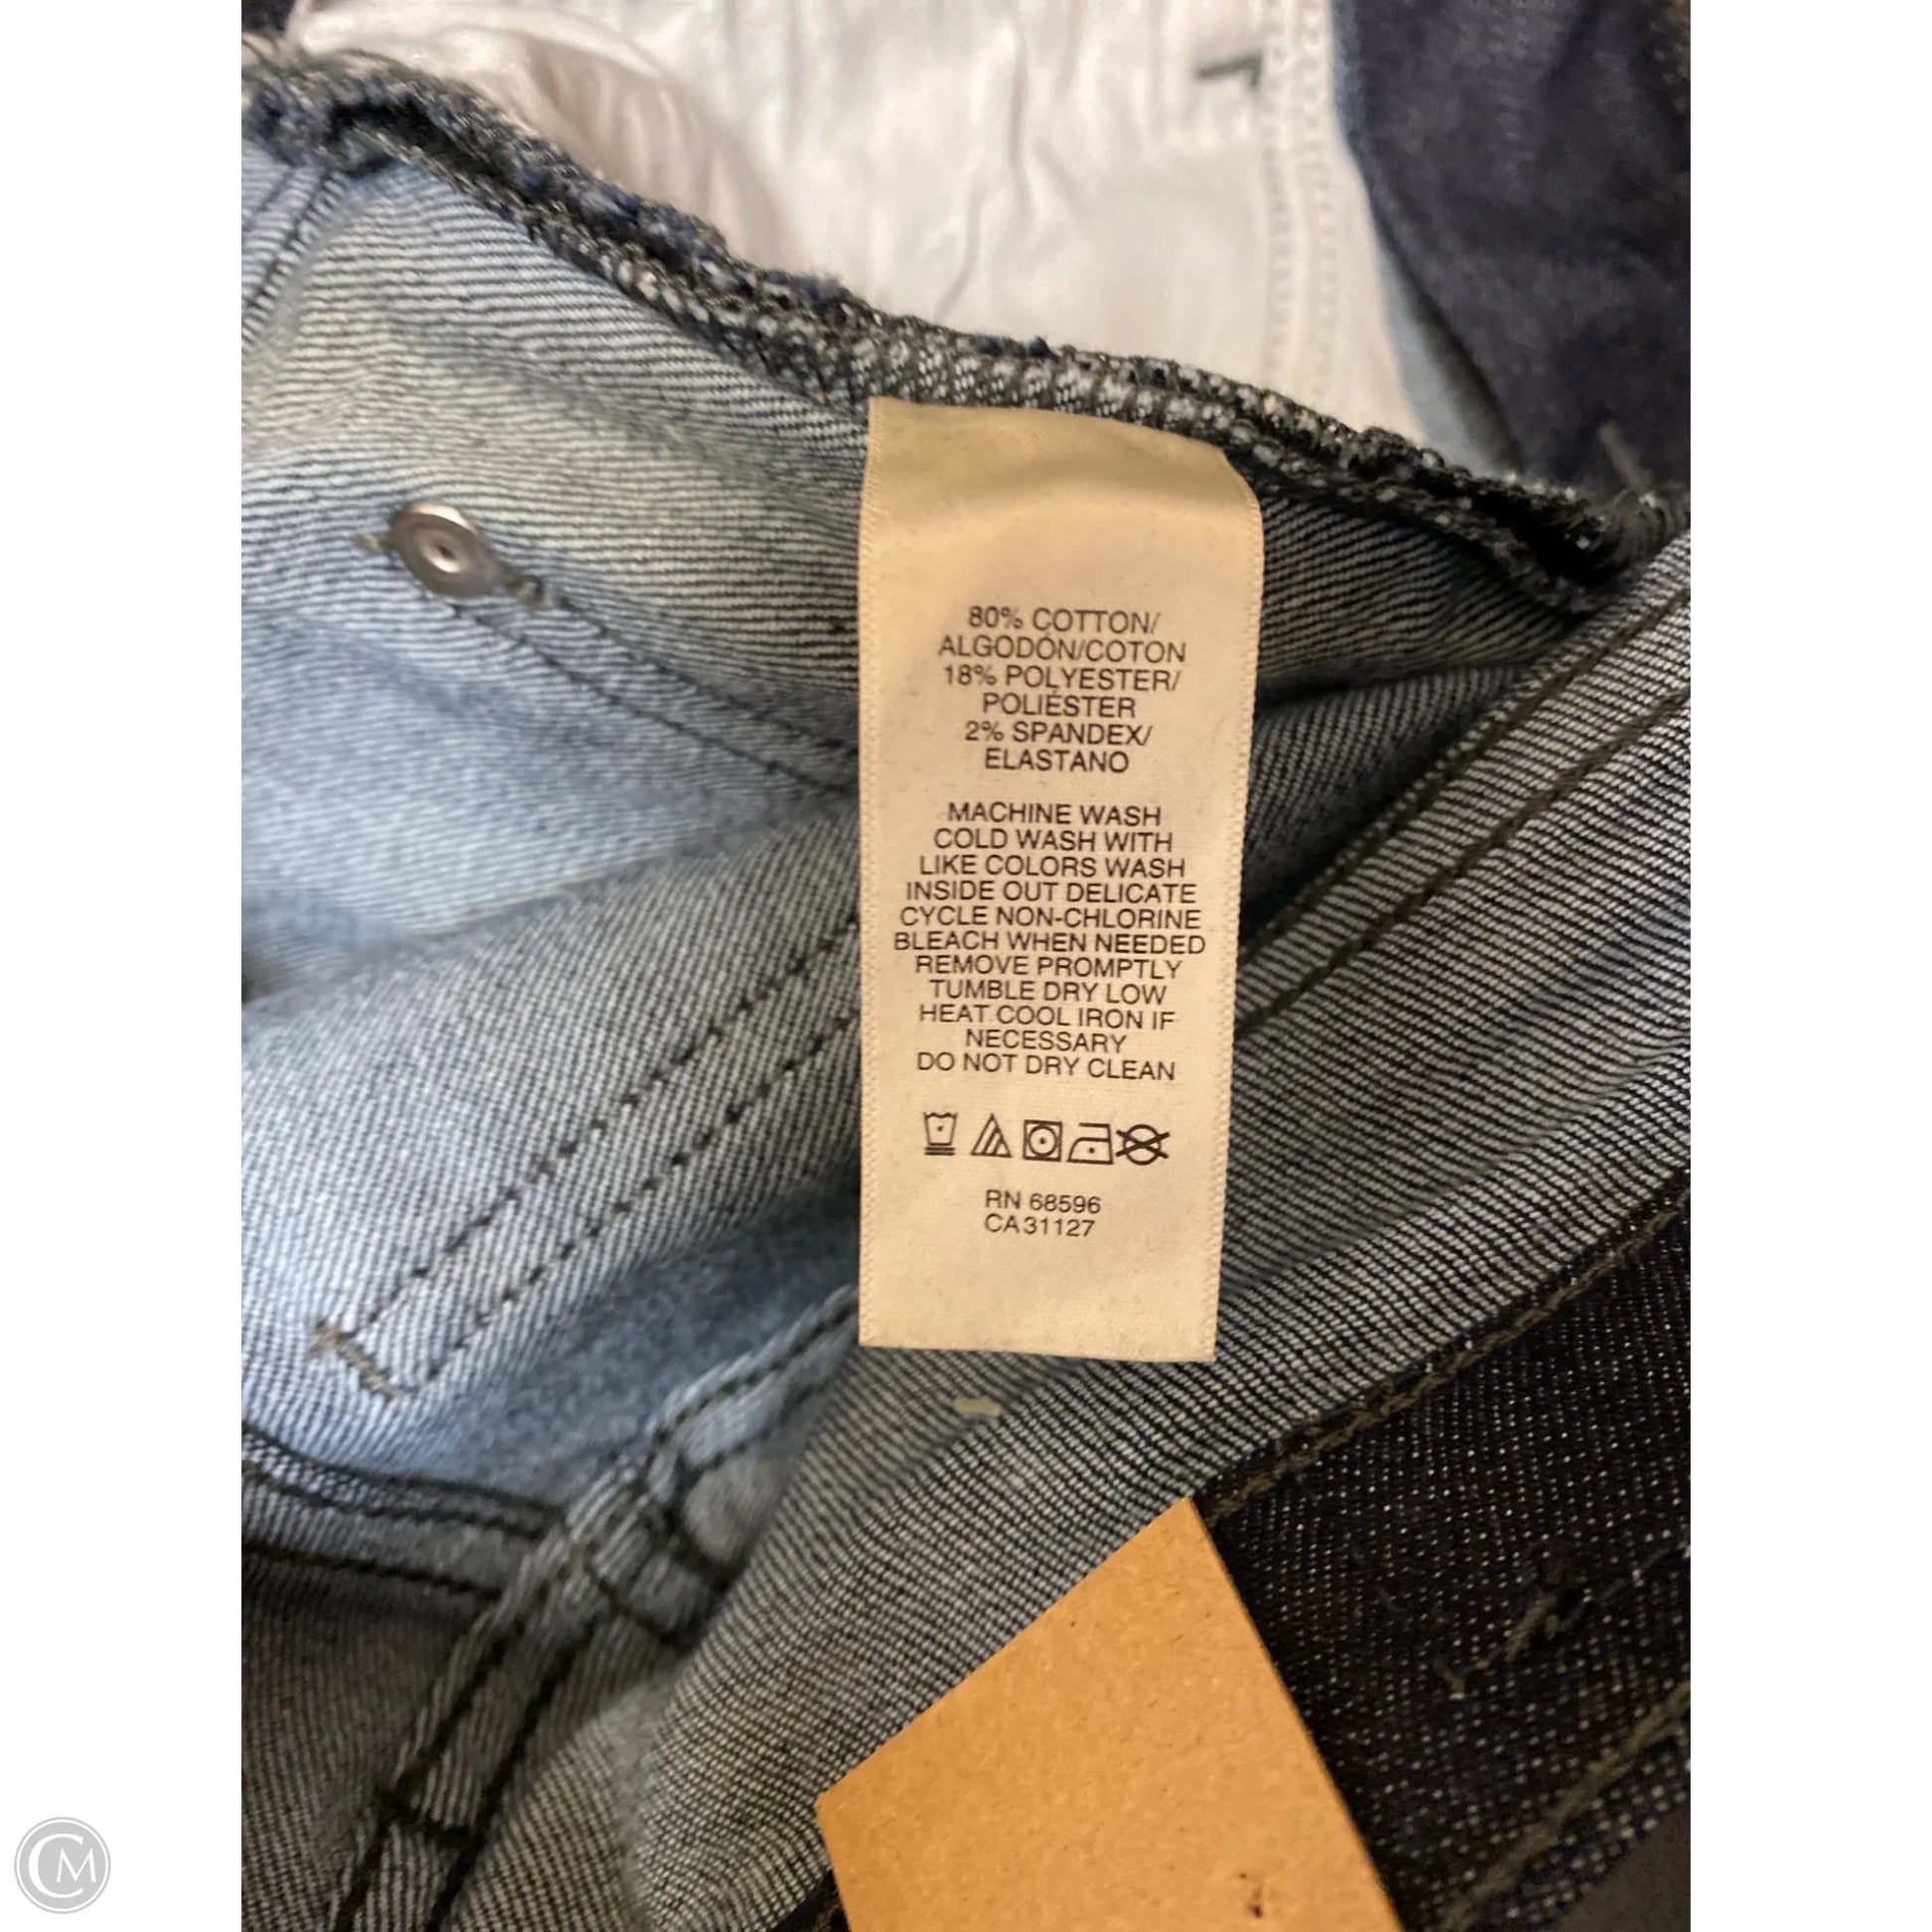 80% COTTON/
ALGODÓN/COTON
18% POLYESTER/
POLIÉSTER
2% SPANDEX/
ELASTANO
MACHINE WASH
COLD WASH WITH
LIKE COLORS WASH
INSIDE OUT DELICATE
CYCLE NON-CHLORINE
BLEACH WHEN NEEDED
REMOVE PROMPTLY
TUMBLE DRY LOW
HEAT COOL IRON IF
NECESSARY
DO NOT DRY CLEAN
RN 68596
CA31127
CM